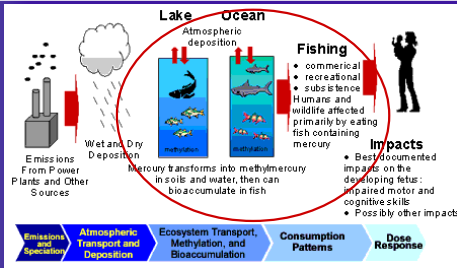 Lake
Ocean
Atmospheric
deposition
Fishing
• commerical
• recreational
• subsistence
Humans and
wildlife affected
primarily by eating
fish containing
mercury
methylation
methylation
Wet and Dry
Deposition
Emissions
From Power
Plants and Other
Sources
Mercury transforms into methylmercury
in soils and water, then can
bioaccumulate in fish
Impacts
• Best documented
impacts on the
developing fetus:
impaired motor and
cognitive skills
• Possibly other impacts
Emissions
and
Speciation
Atmospheric
Transport and
Deposition
Ecosystem Transport,
Methylation, and
Bioaccumulation
Consumption
Patterns
Dose
Response